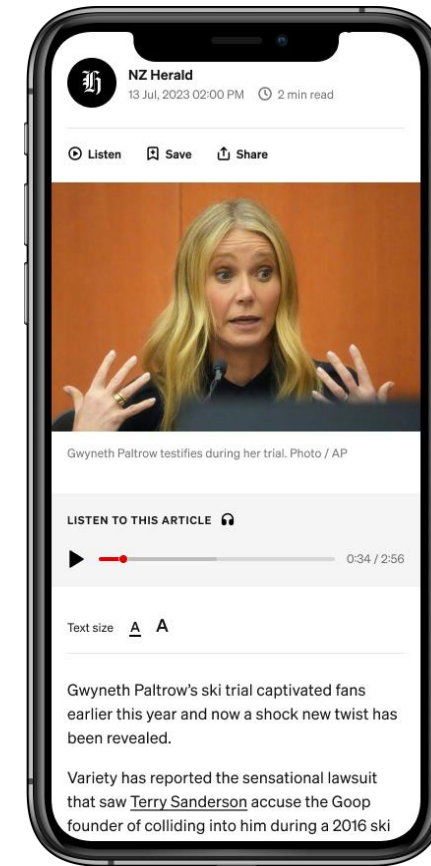 NZ Herald
13 Jul, 2023 02:00 PM 2 min read
Listen Save Share
Gwyneth Paltrow testifies during her trial. Photo / AP
LISTEN TO THIS ARTICLE
0:34 / 2:56
Text size A A
Gwyneth Paltrow’s ski trial captivated fans
earlier this year and now a shock new twist has
been revealed.
Variety has reported the sensational lawsuit
that saw Terry Sanderson accuse the Goop
founder of colliding into him during a 2016 ski